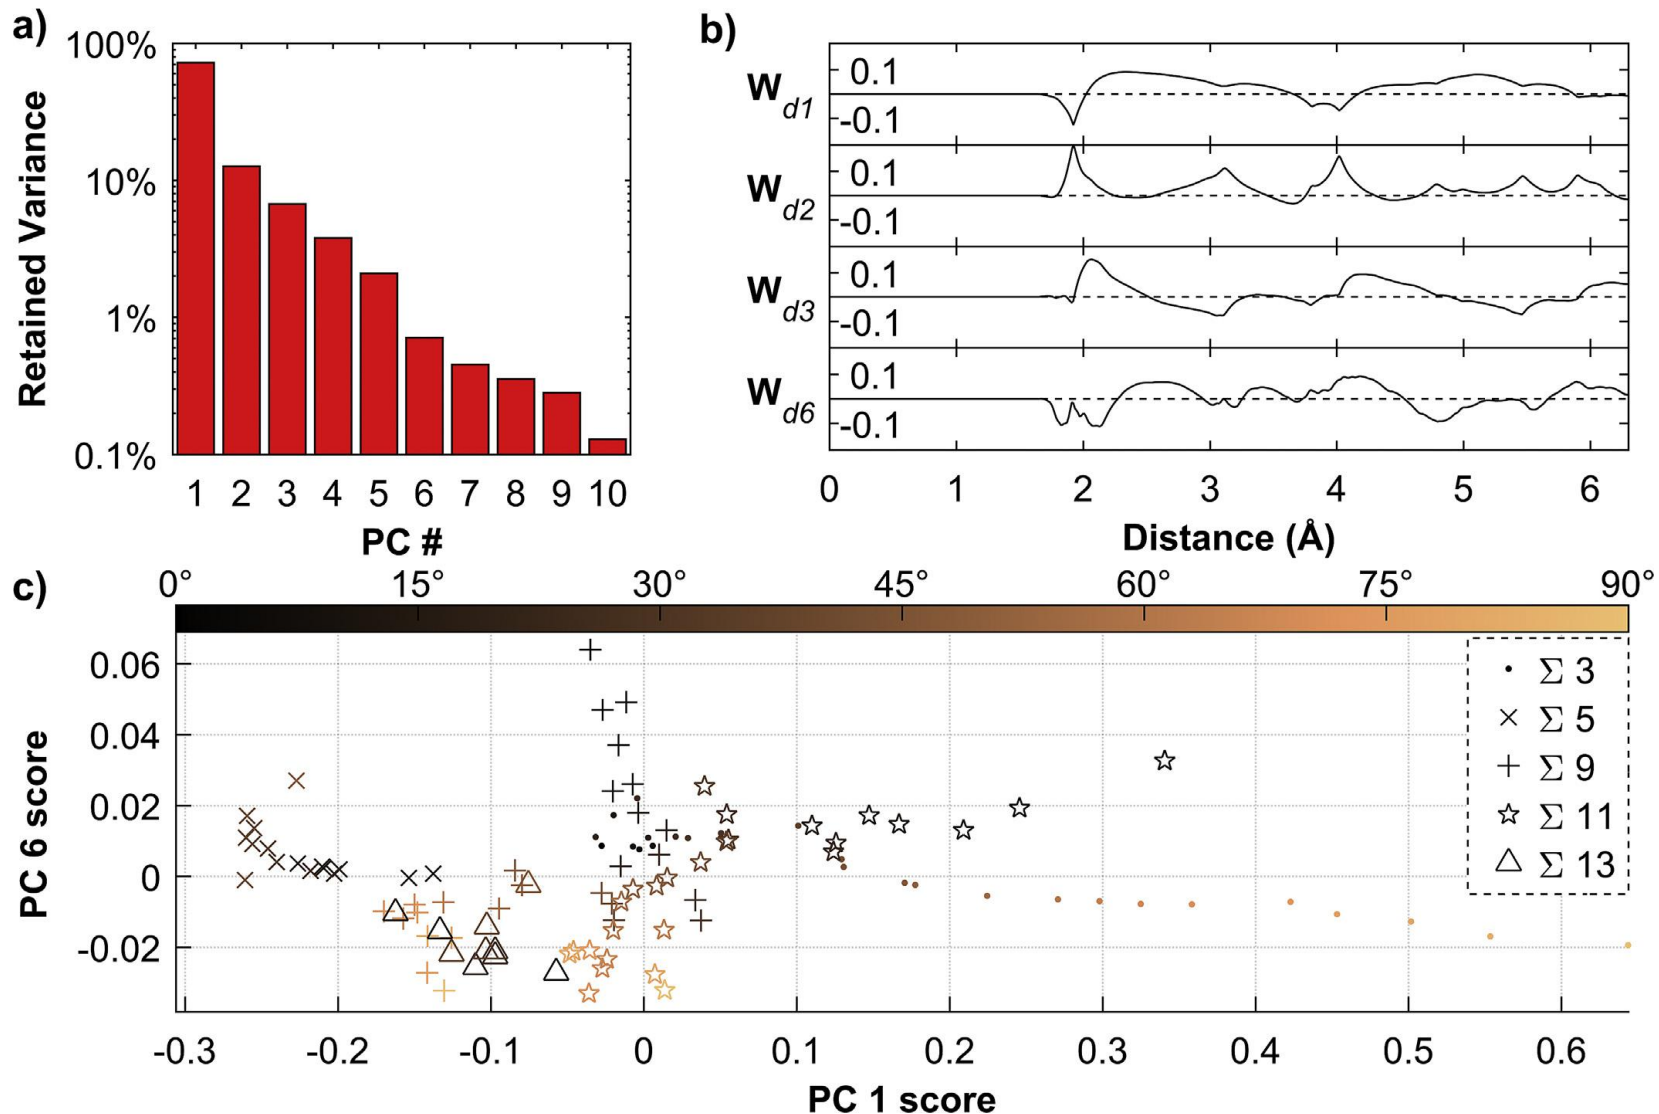 a)
100%
10%
1%
0.1%
Retained Variance
1 2 3 4 5 6 7 8 9 10
PC #
b)
W d1
0.1
-0.1
W d2
0.1
-0.1
W d3
0.1
-0.1
W d6
0.1
-0.1
0 1 2 3 4 5 6
Distance (Å)
c)
0° 15° 30° 45° 60° 75° 90°
0.06
0.04
0.02
0
-0.02
PC 6 score
Σ 3
Σ 5
Σ 9
Σ 11
Σ 13
-0.3 -0.2 -0.1 0 0.1 0.2 0.3 0.4 0.5 0.6
PC 1 score